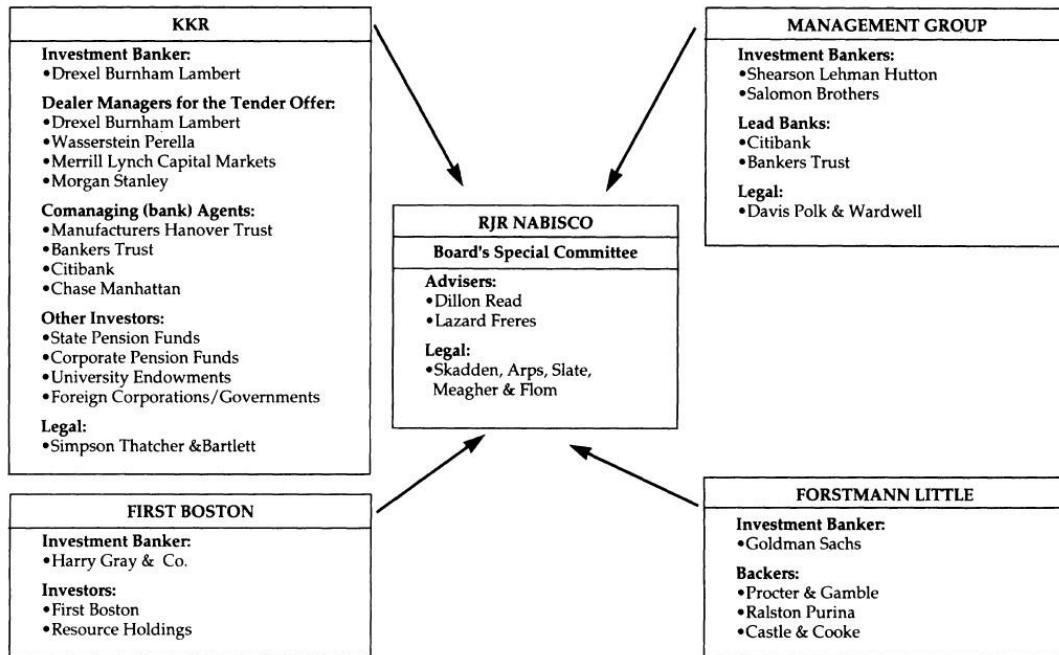 KKR
Investment Banker:
•Drexel Burnham Lambert
Dealer Managers for the Tender Offer:
•Drexel Burnham Lambert
•Wasserstein Perella
•Merrill Lynch Capital Markets
•Morgan Stanley
Comanaging (bank) Agents:
•Manufacturers Hanover Trust
•Bankers Trust
•Citibank
•Chase Manhattan
Other Investors:
•State Pension Funds
•Corporate Pension Funds
•University Endowments
•Foreign Corporations/Governments
Legal:
•Simpson Thatcher &Bartlett
MANAGEMENT GROUP
Investment Bankers:
•Shearson Lehman Hutton
•Salomon Brothers
Lead Banks:
•Citibank
•Bankers Trust
Legal:
•Davis Polk & Wardwell
RJR NABISCO
Board's Special Committee
Advisers:
•Dillon Read
•Lazard Freres
Legal:
•Skadden, Arps, Slate,
Meagher & Flom
FIRST BOSTON
Investment Banker:
•Harry Gray & Co.
Investors:
•First Boston
•Resource Holdings
FORSTMANN LITTLE
Investment Banker:
•Goldman Sachs
Backers:
•Procter & Gamble
•Ralston Purina
•Castle & Cooke